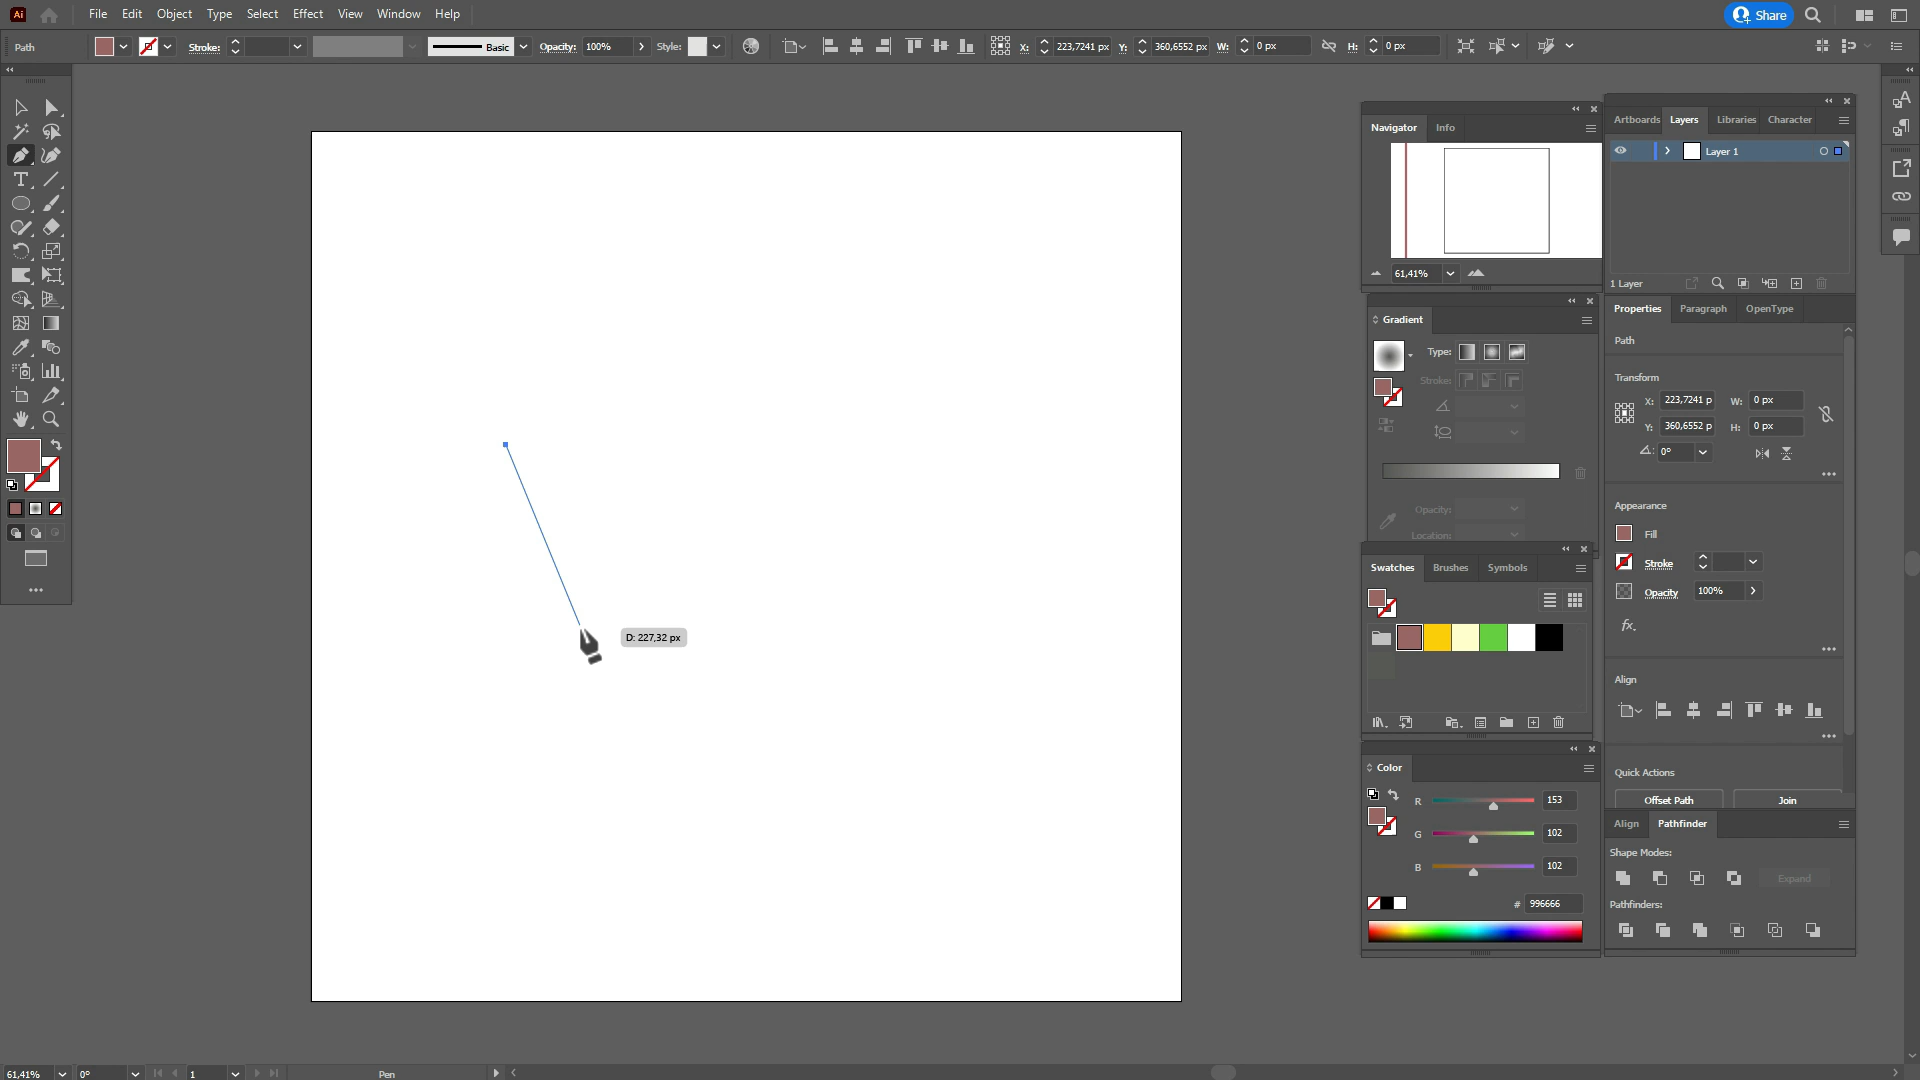 Ai File Edit Object Type Select Effect View Window Help Share
Path Stroke: Basic Opacity: 100% Style: X: 223,7241 px Y: 360,6552 px W: 0 px H: 0 px
Navigator Info
61,41%
Artboards Layers Libraries Character
Layer 1
1 Layer
Gradient
Type:
Stroke:
Opacity:
Location:
Properties Paragraph OpenType
Path
Transform
X: 223,7241 p W: 0 px
Y: 360,6552 p H: 0 px
0°
Appearance
Fill
Stroke
Opacity 100%
fx.
Align
Quick Actions
Offset Path Join
Swatches Brushes Symbols
Color
R 153
G 102
B 102
# 996666
Align Pathfinder
Shape Modes:
Expand
Pathfinders:
D: 227,32 px
61,41% 0° 1 Pen